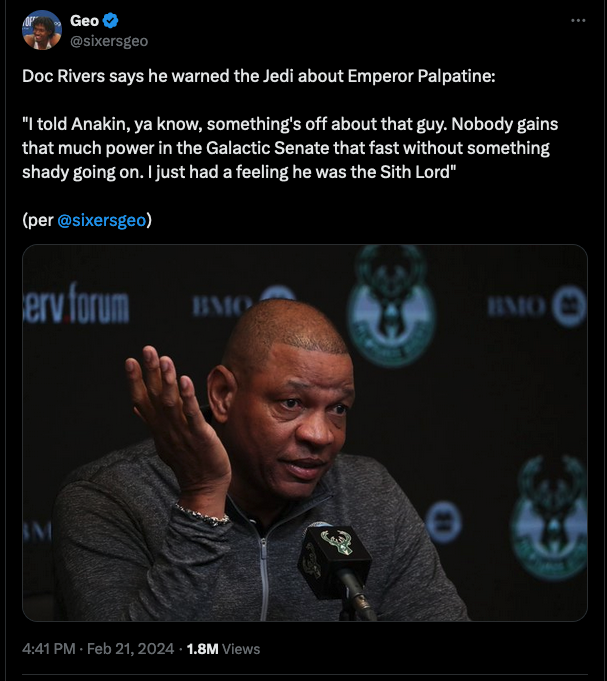 Geo
@sixersgeo
Doc Rivers says he warned the Jedi about Emperor Palpatine:
"I told Anakin, ya know, something's off about that guy. Nobody gains
that much power in the Galactic Senate that fast without something
shady going on. I just had a feeling he was the Sith Lord"
(per @sixersgeo)
serv.forum
BMO
BMO
4:41 PM · Feb 21, 2024 · 1.8M Views